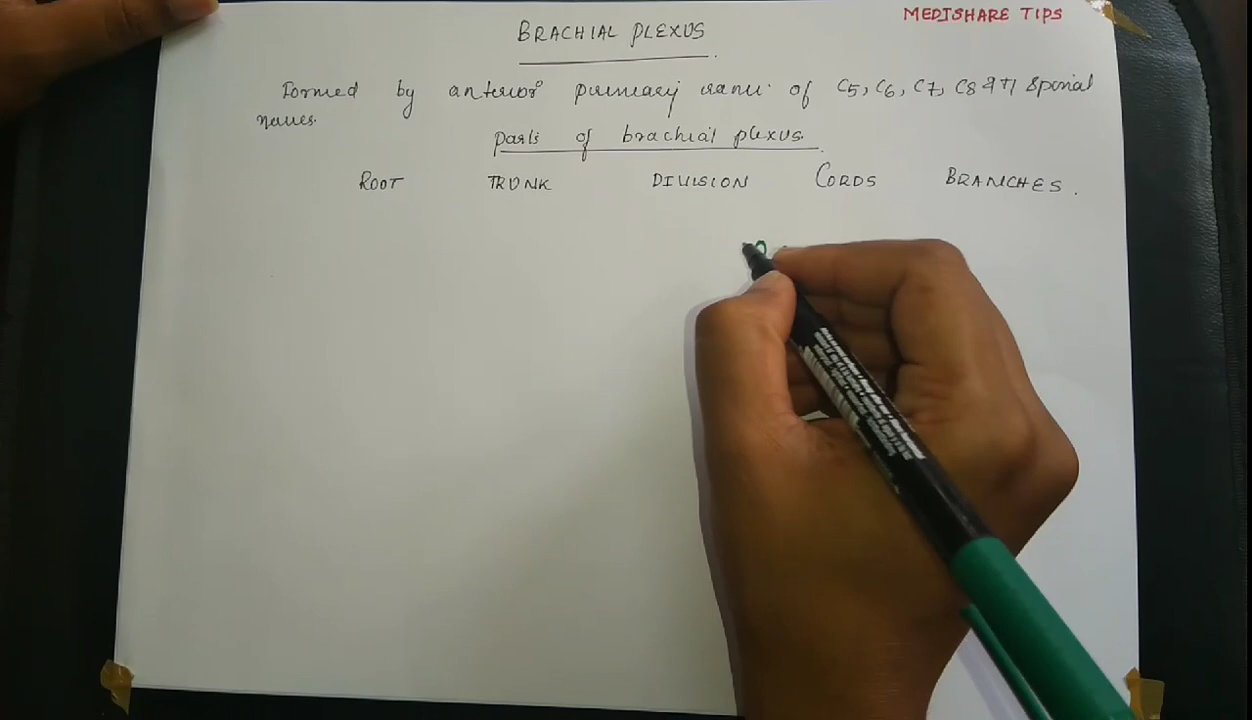 BRACHIAL PLEXUS
MEDISHARE TIPS
Formed by anterior primary rami of C5, C6, C7, C8 & T1 Spinal
nerves.
parts of brachial plexus.
ROOT TRUNK DIVISION CORDS BRANCHES.